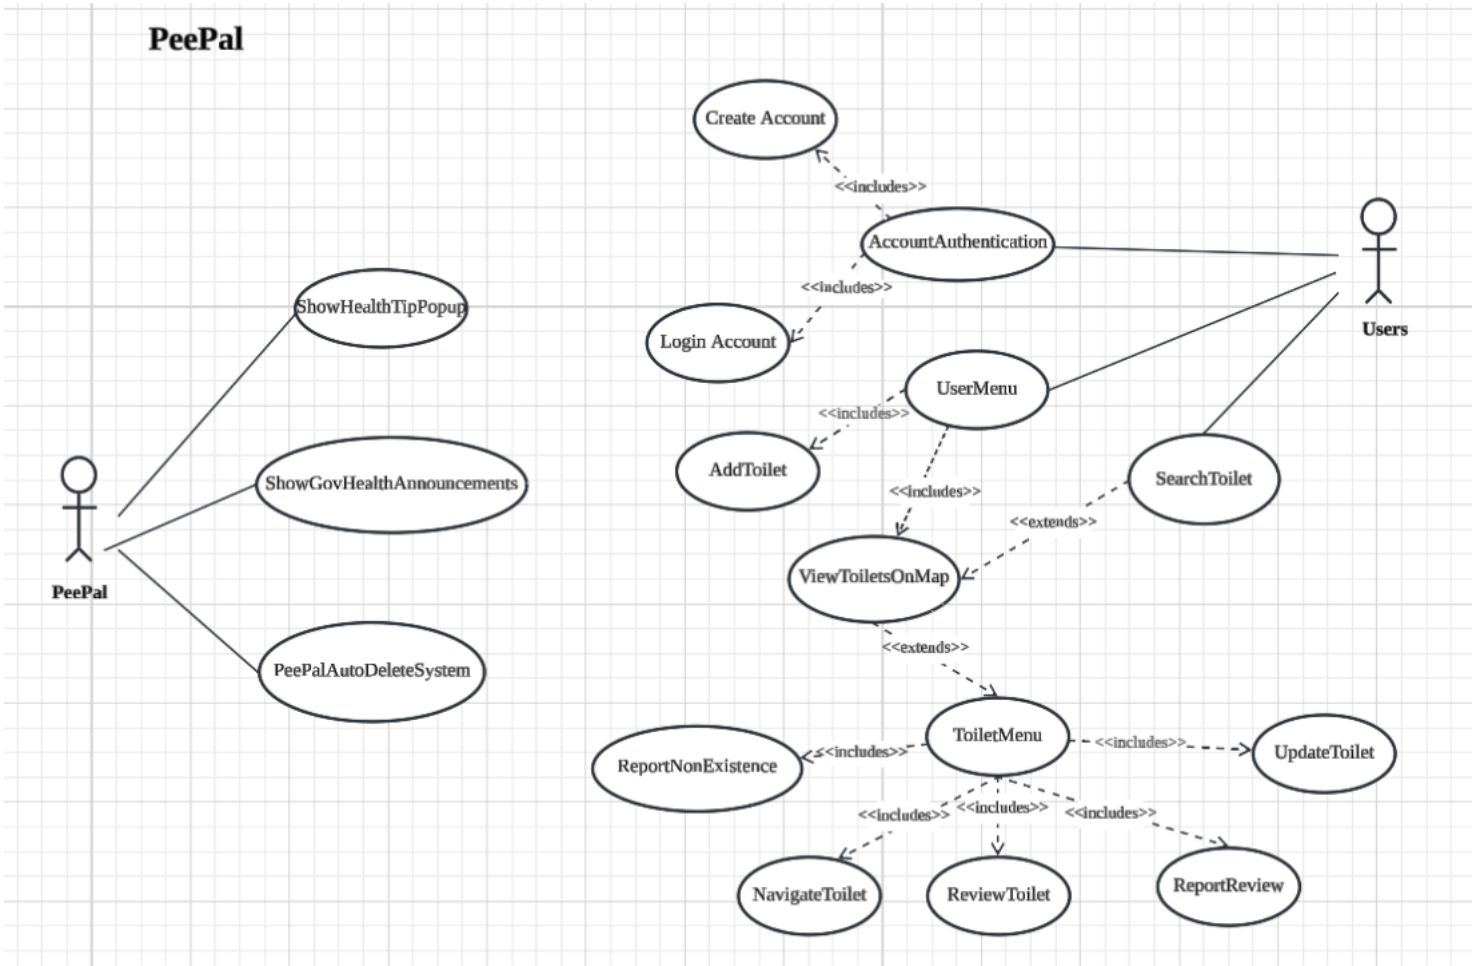 PeePal
Create Account
<<includes>>
AccountAuthentication
<<includes>>
ShowHealthTipPopup
Users
Login Account
UserMenu
<<includes>>
AddToilet
SearchToilet
ShowGovHealthAnnouncements
<<includes>>
<<extends>>
ViewToiletsOnMap
PeePal
<<extends>>
PeePalAutoDeleteSystem
ToiletMenu
<<includes>>
<<includes>>
UpdateToilet
ReportNonExistence
<<includes>>
<<includes>>
<<includes>>
NavigateToilet
ReviewToilet
ReportReview